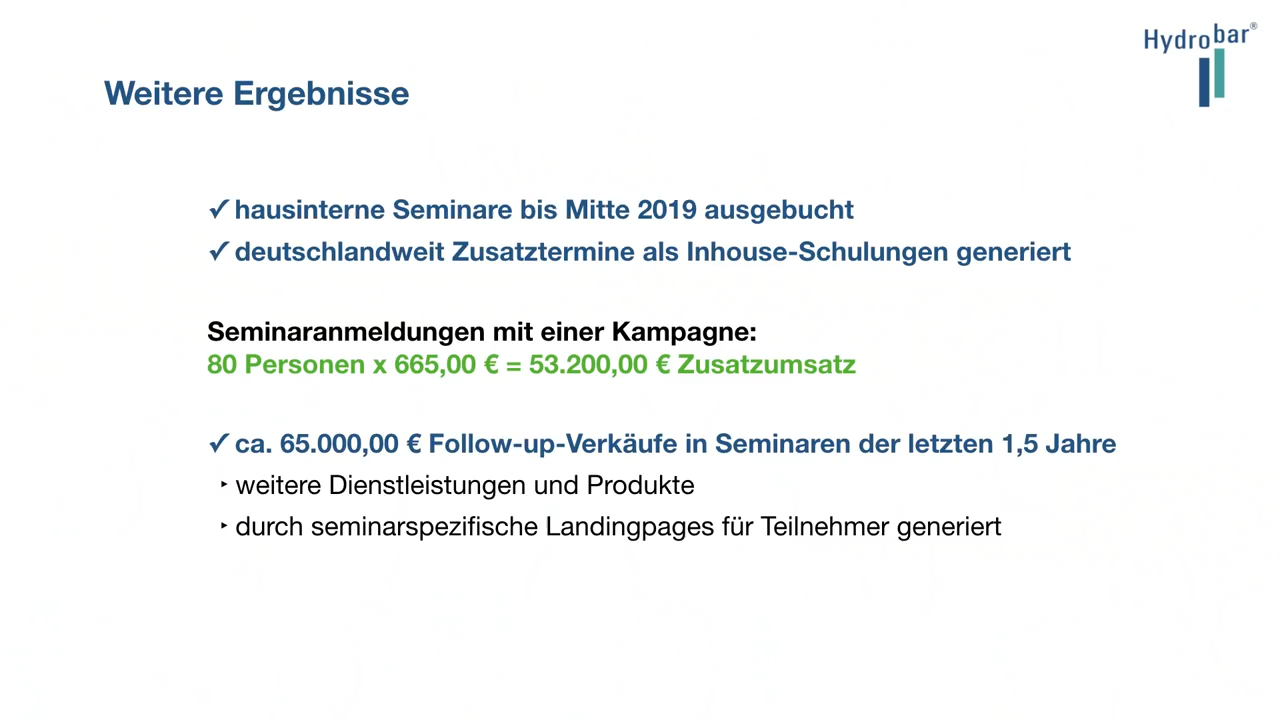 Hydrobar®
Weitere Ergebnisse
✓ hausinterne Seminare bis Mitte 2019 ausgebucht
✓ deutschlandweit Zusatztermine als Inhouse-Schulungen generiert
Seminaranmeldungen mit einer Kampagne:
80 Personen x 665,00 € = 53.200,00 € Zusatzumsatz
✓ ca. 65.000,00 € Follow-up-Verkäufe in Seminaren der letzten 1,5 Jahre
‣ weitere Dienstleistungen und Produkte
‣ durch seminarspezifische Landingpages für Teilnehmer generiert